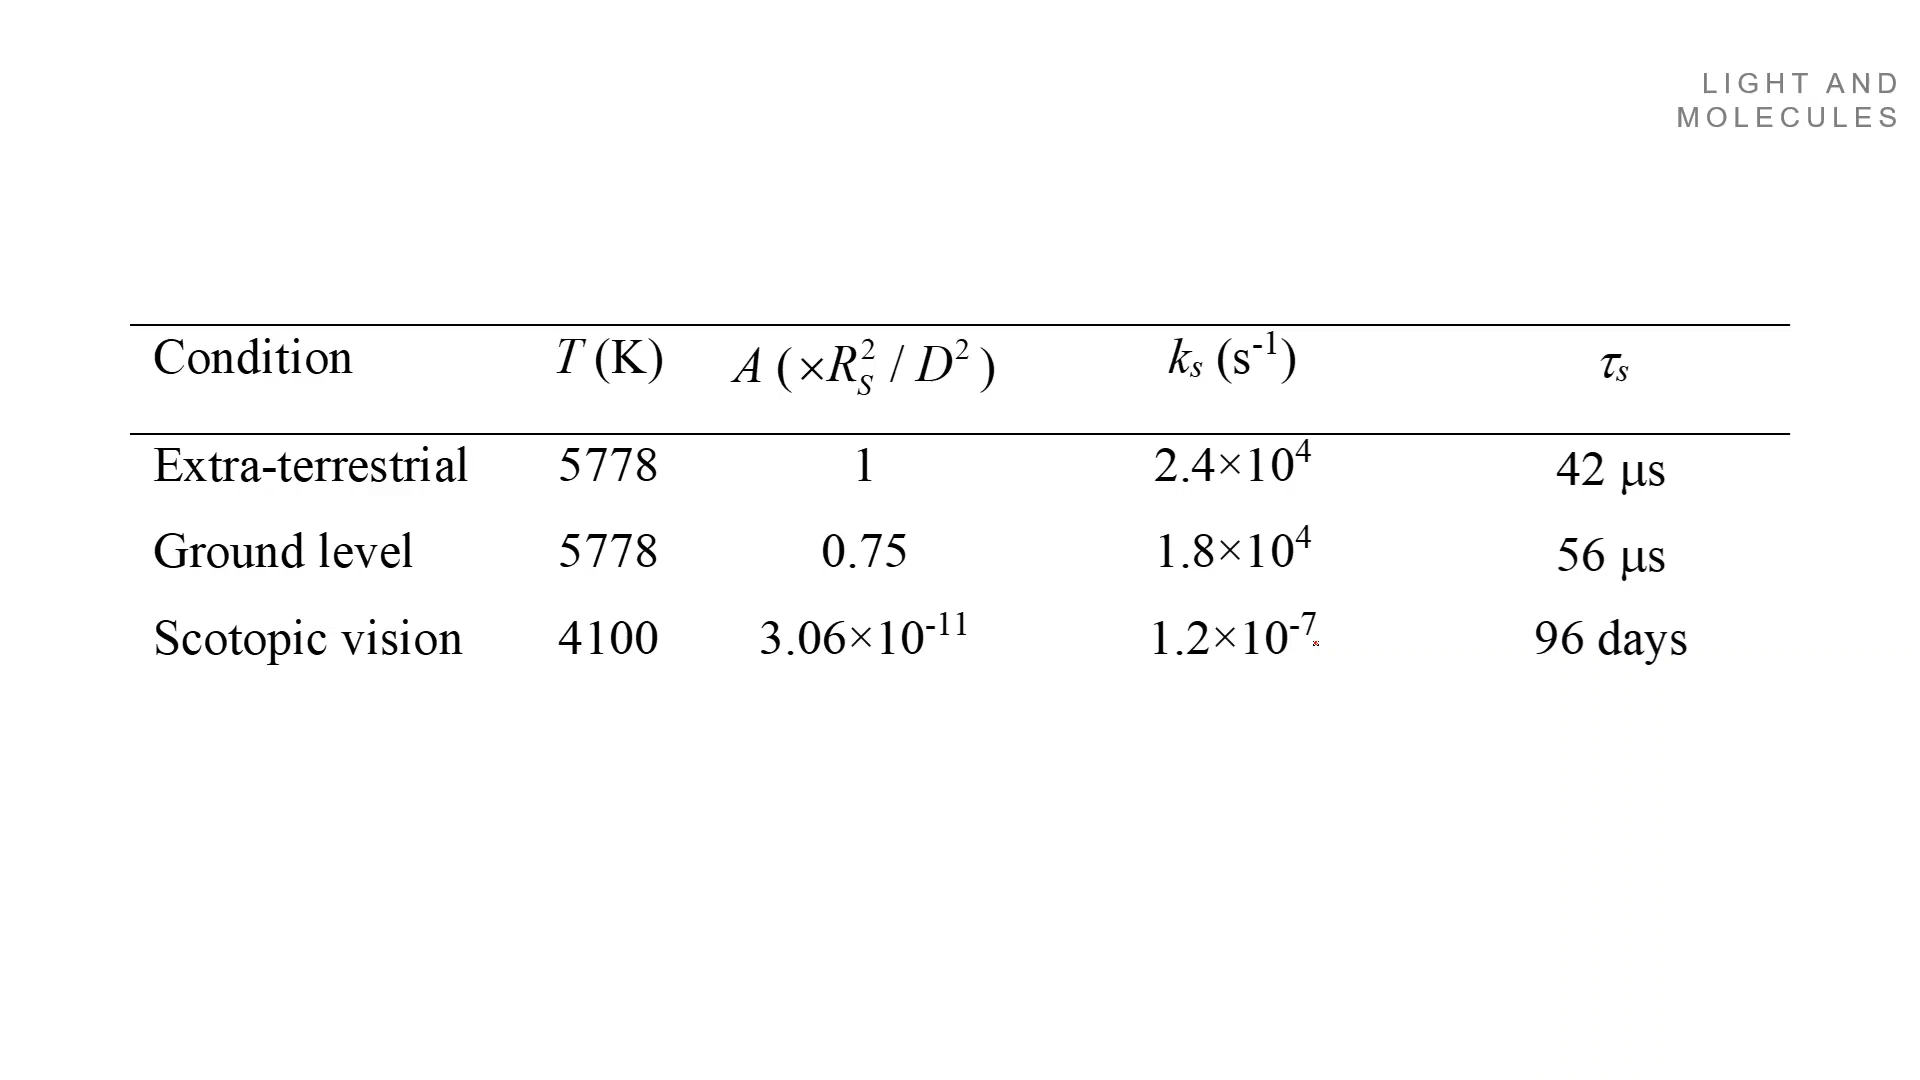 LIGHT AND
MOLECULES
Condition T (K) A (×R_S^2 / D^2) k_s (s^-1) τ_s
Extra-terrestrial 5778 1 2.4×10^4 42 μs
Ground level 5778 0.75 1.8×10^4 56 μs
Scotopic vision 4100 3.06×10^-11 1.2×10^-7 96 days